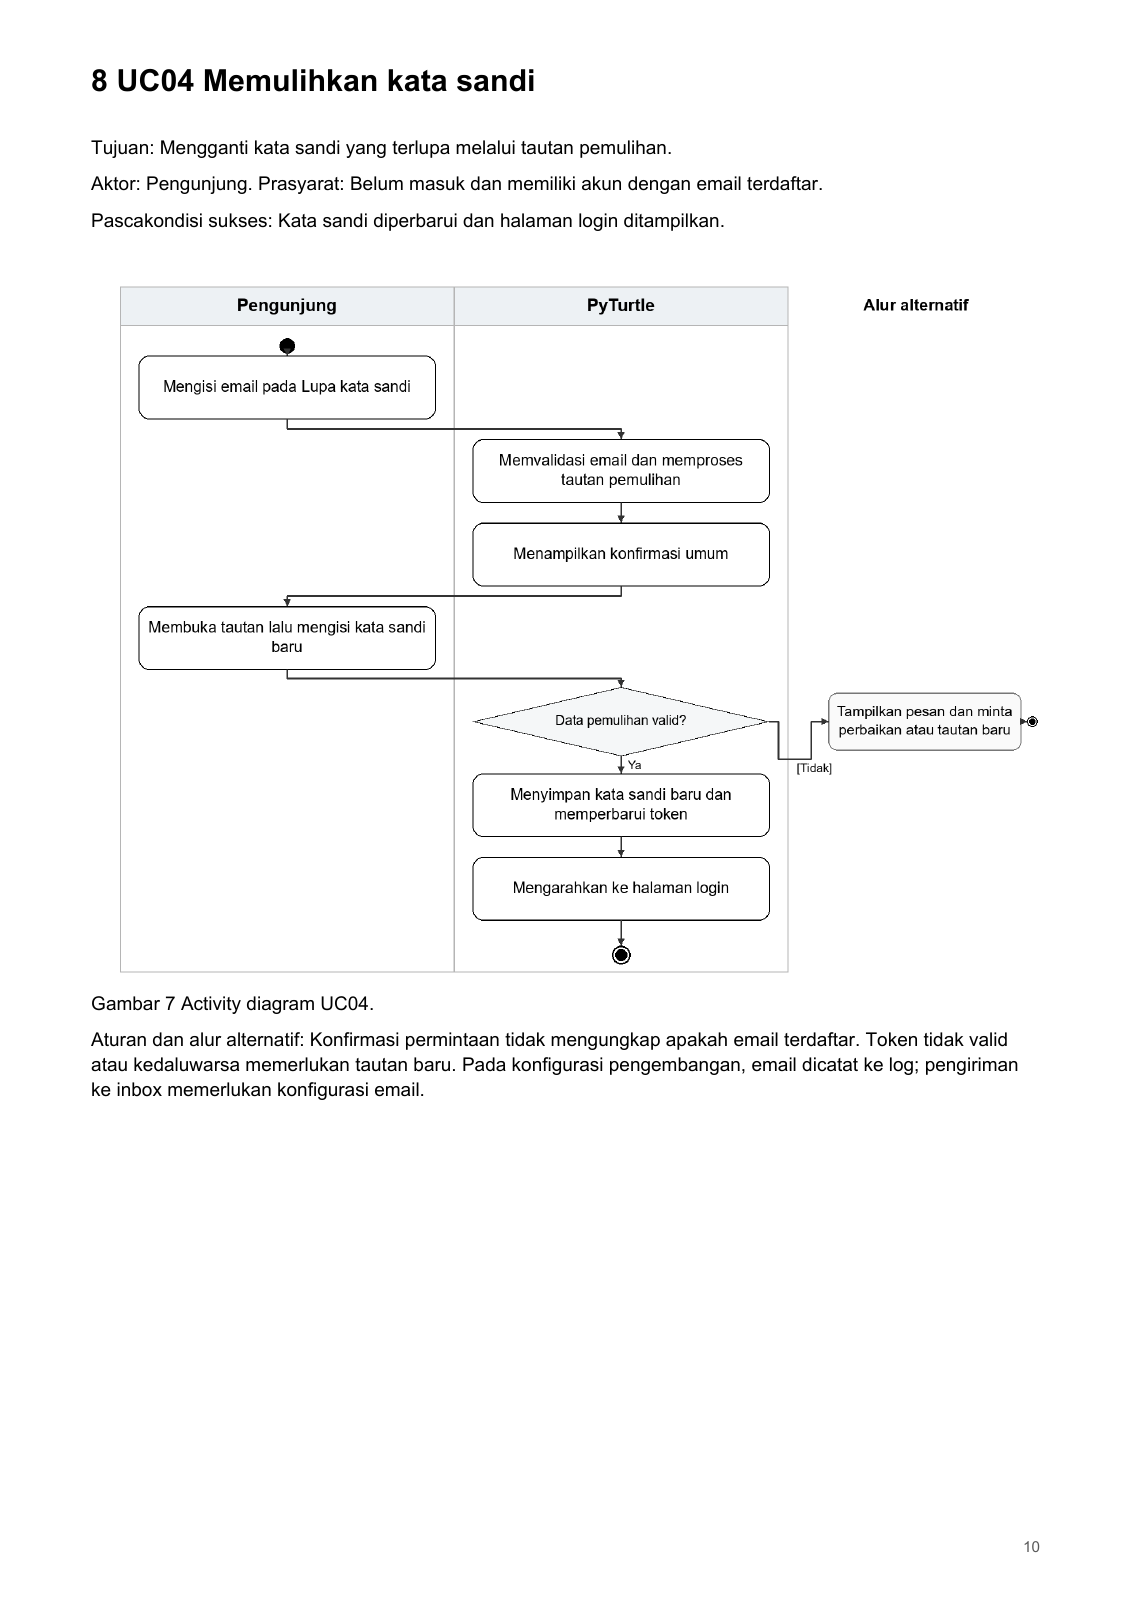 8 UC04 Memulihkan kata sandi
Tujuan: Mengganti kata sandi yang terlupa melalui tautan pemulihan.
Aktor: Pengunjung. Prasyarat: Belum masuk dan memiliki akun dengan email terdaftar.
Pascakondisi sukses: Kata sandi diperbarui dan halaman login ditampilkan.
Pengunjung
PyTurtle
Alur alternatif
Mengisi email pada Lupa kata sandi
Memvalidasi email dan memproses
tautan pemulihan
Menampilkan konfirmasi umum
Membuka tautan lalu mengisi kata sandi
baru
Data pemulihan valid?
Tampilkan pesan dan minta
perbaikan atau tautan baru
Ya
[Tidak]
Menyimpan kata sandi baru dan
memperbarui token
Mengarahkan ke halaman login
Gambar 7 Activity diagram UC04.
Aturan dan alur alternatif: Konfirmasi permintaan tidak mengungkap apakah email terdaftar. Token tidak valid
atau kedaluwarsa memerlukan tautan baru. Pada konfigurasi pengembangan, email dicatat ke log; pengiriman
ke inbox memerlukan konfigurasi email.
10